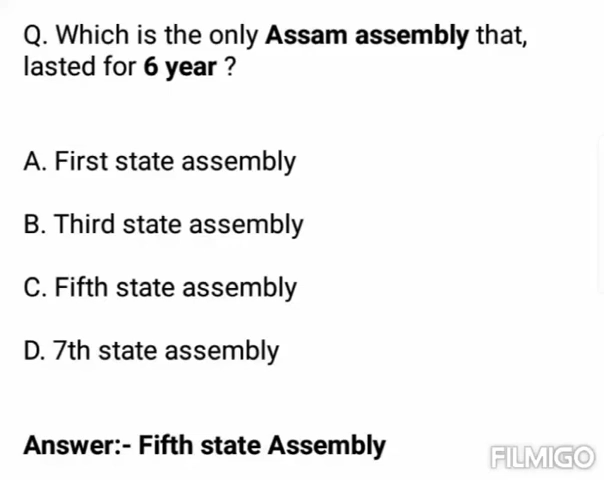 Q. Which is the only Assam assembly that,
lasted for 6 year ?
A. First state assembly
B. Third state assembly
C. Fifth state assembly
D. 7th state assembly
Answer:- Fifth state Assembly
FILMIGO